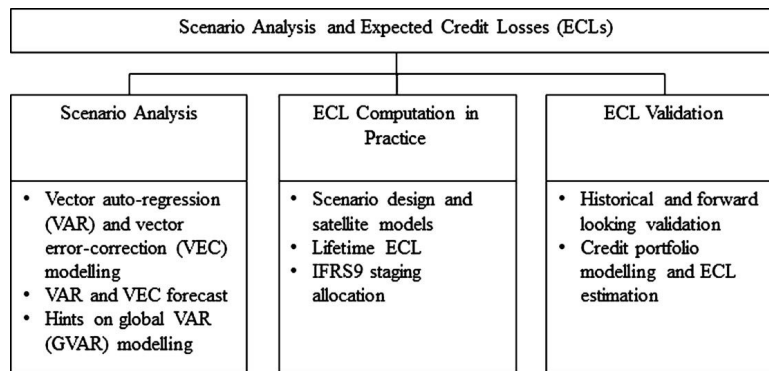 Scenario Analysis and Expected Credit Losses (ECLs)
Scenario Analysis
• Vector auto-regression
(VAR) and vector
error-correction (VEC)
modelling
• VAR and VEC forecast
• Hints on global VAR
(GVAR) modelling
ECL Computation in
Practice
• Scenario design and
satellite models
• Lifetime ECL
• IFRS9 staging
allocation
ECL Validation
• Historical and forward
looking validation
• Credit portfolio
modelling and ECL
estimation